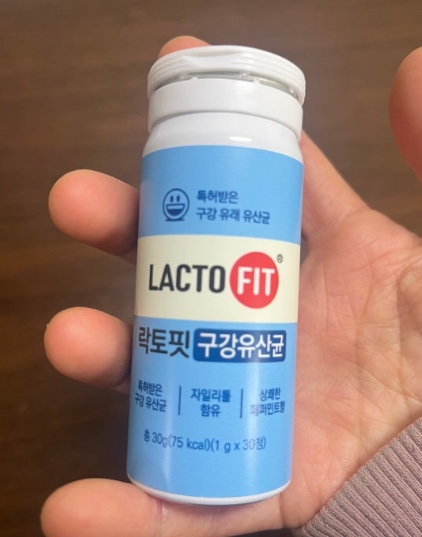 특허받은
구강 유래 유산균
LACTO FIT®
락토핏 구강유산균
특허받은
구강 유산균
자일리톨
함유
상쾌한
페퍼민트향
총 30g(75 kcal)(1 g x 30정)